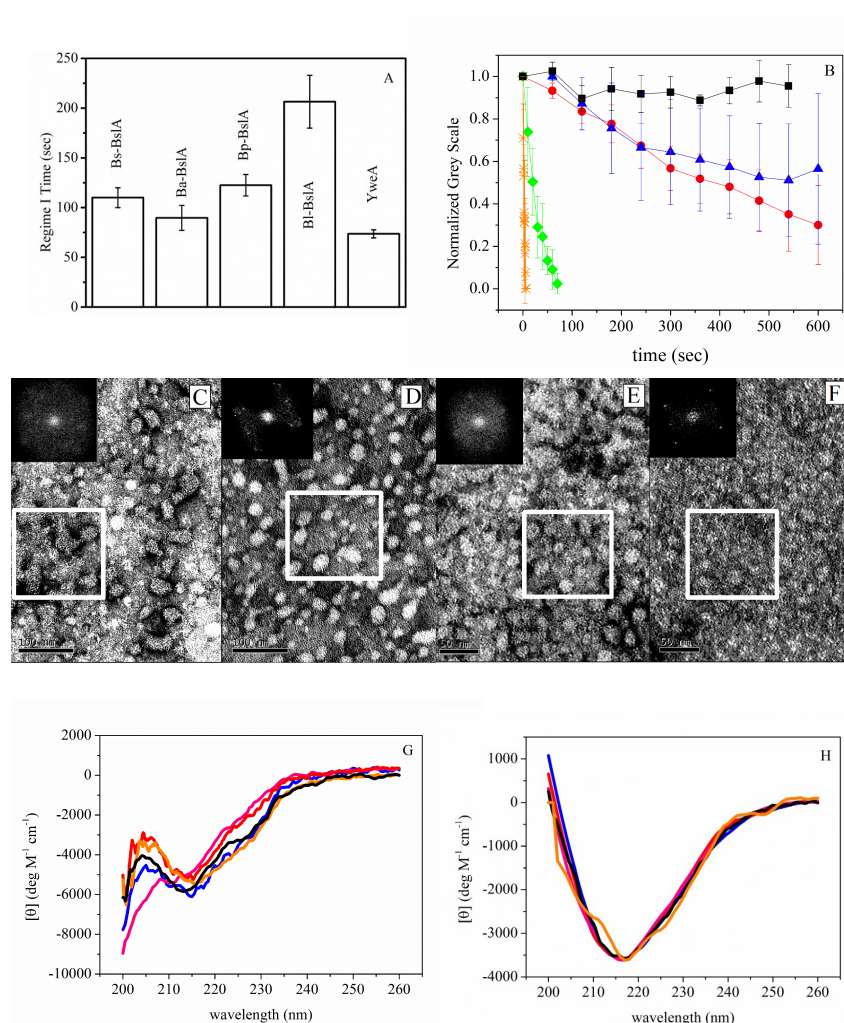 A
Regime I Time (sec)
250
200
150
100
50
0
Bs-BslA
Ba-BslA
Bp-BslA
Bl-BslA
YweA
B
Normalized Grey Scale
1.0
0.8
0.6
0.4
0.2
0.0
0 100 200 300 400 500 600
time (sec)
C D E F
100 nm 100 nm 50 nm 50 nm
G
[θ] (deg M⁻¹ cm⁻¹)
2000
0
-2000
-4000
-6000
-8000
-10000
200 210 220 230 240 250 260
wavelength (nm)
H
[θ] (deg M⁻¹ cm⁻¹)
1000
0
-1000
-2000
-3000
-4000
200 210 220 230 240 250 260
wavelength (nm)